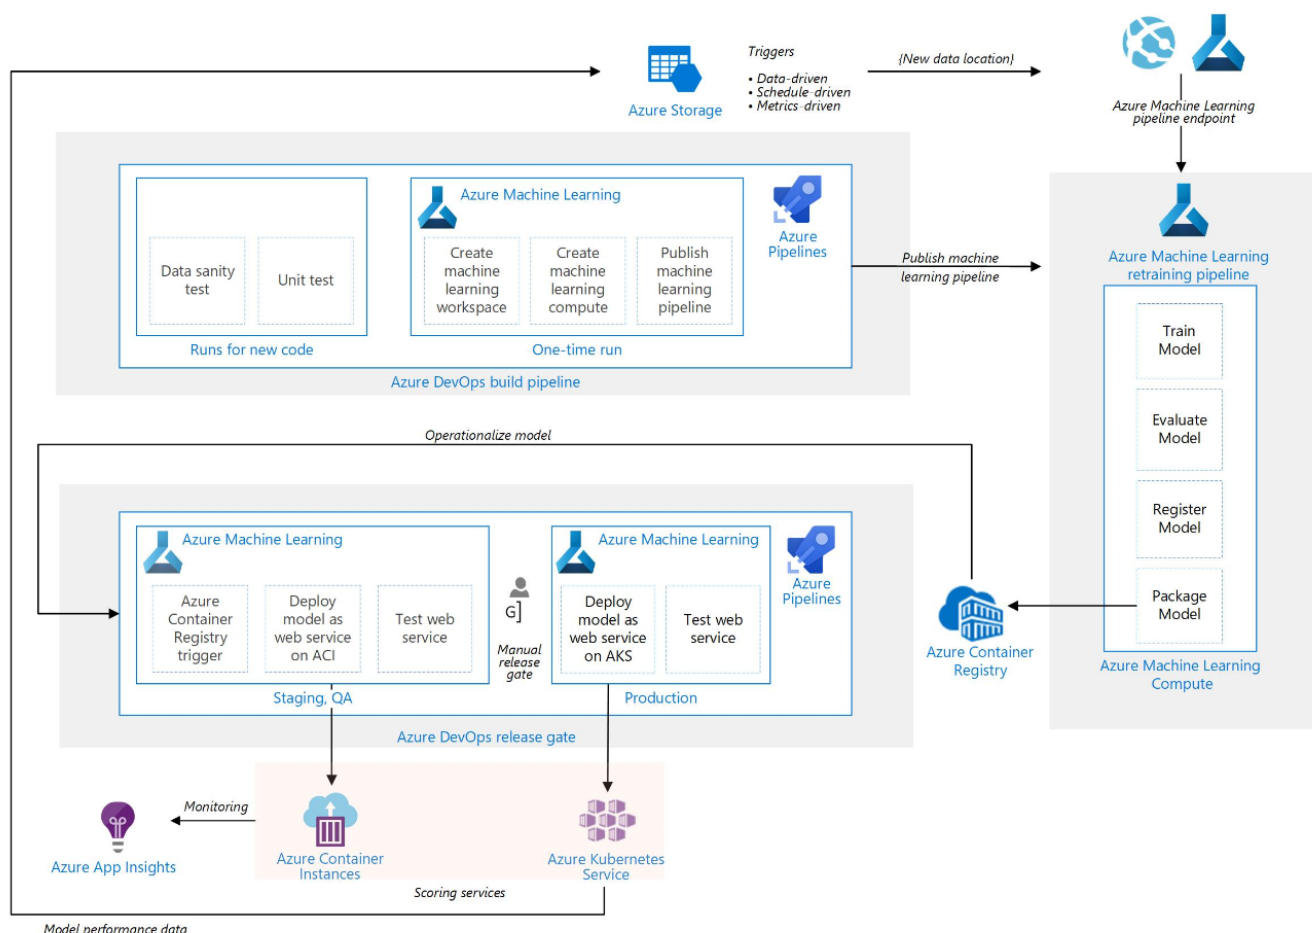 Triggers
• Data-driven
• Schedule-driven
• Metrics-driven
Azure Storage
{New data location}
Azure Machine Learning
pipeline endpoint
Azure Machine Learning
Azure
Pipelines
Data sanity
test
Unit test
Create
machine
learning
workspace
Create
machine
learning
compute
Publish
machine
learning
pipeline
Runs for new code
One-time run
Azure DevOps build pipeline
Publish machine
learning pipeline
Azure Machine Learning
retraining pipeline
Train
Model
Evaluate
Model
Register
Model
Package
Model
Azure Machine Learning
Compute
Azure Container
Registry
Operationalize model
Azure Machine Learning
Azure
Container
Registry
trigger
Deploy
model as
web service
on ACI
Test web
service
Staging, QA
G]
Manual
release
gate
Azure Machine Learning
Deploy
model as
web service
on AKS
Test web
service
Production
Azure
Pipelines
Azure DevOps release gate
Monitoring
Azure App Insights
Azure Container
Instances
Azure Kubernetes
Service
Scoring services
Model performance data